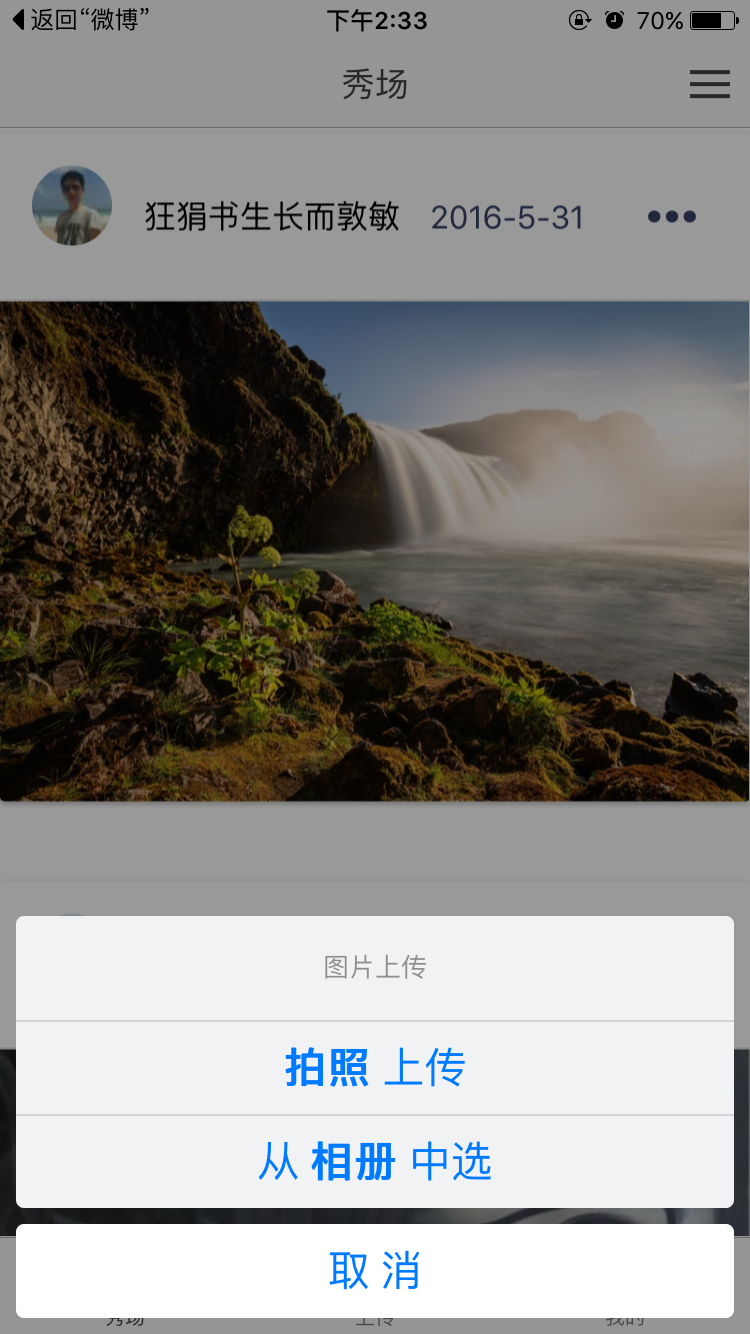 返回“微博”
下午2:33
70%
秀场
狂狷书生长而敦敏 2016-5-31
图片上传
拍照 上传
从 相册 中选
取 消
秀场 上传 我的